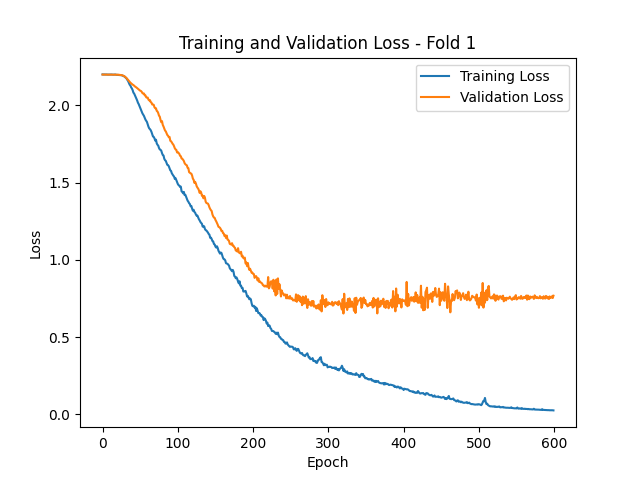 Training and Validation Loss - Fold 1
Training Loss
Validation Loss
2.0
1.5
1.0
0.5
0.0
Loss
0 100 200 300 400 500 600
Epoch